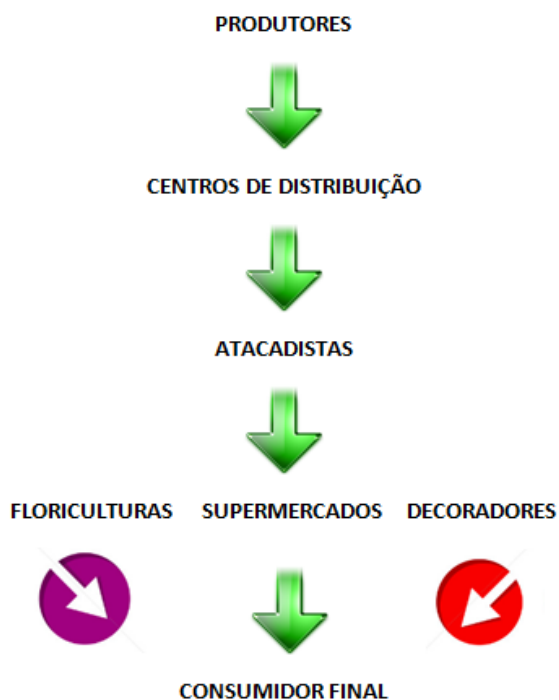 PRODUTORES
CENTROS DE DISTRIBUIÇÃO
ATACADISTAS
FLORICULTURAS SUPERMERCADOS DECORADORES
CONSUMIDOR FINAL